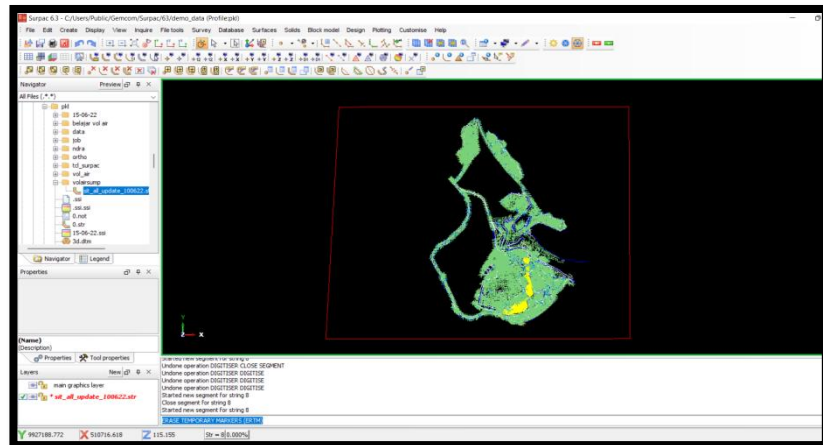 Surpac 6.3 - C:/Users/Public/Gemcom/Surpac/63/demo_data (Profile:pkl)
File Edit Create Display View Inquire File tools Survey Database Surfaces Solids Block model Design Plotting Customise Help
Navigator Preview
All Files (*.*)
pkl
15-06-22
belajar vol air
data
job
ndra
ortho
tcl_surpac
vol_air
volairsump
sit_all_update_100622.s
.ssi
.ssi.ssi
0.not
0.str
15-06-22.ssi
3d.dtm
Navigator Legend
Properties
(Name)
(Description)
Properties Tool properties
Layers New
main graphics layer
* sit_all_update_100622.str
Y
Z X
Started new segment for string 8
Undone operation DIGITISER CLOSE SEGMENT
Undone operation DIGITISER DIGITISE
Undone operation DIGITISER DIGITISE
Undone operation DIGITISER DIGITISE
Started new segment for string 8
Close segment for string 8
Started new segment for string 8
ERASE TEMPORARY MARKERS [ERTM]
Y 9927188.772 X 510716.618 Z 115.155 Str = 8 0.000%